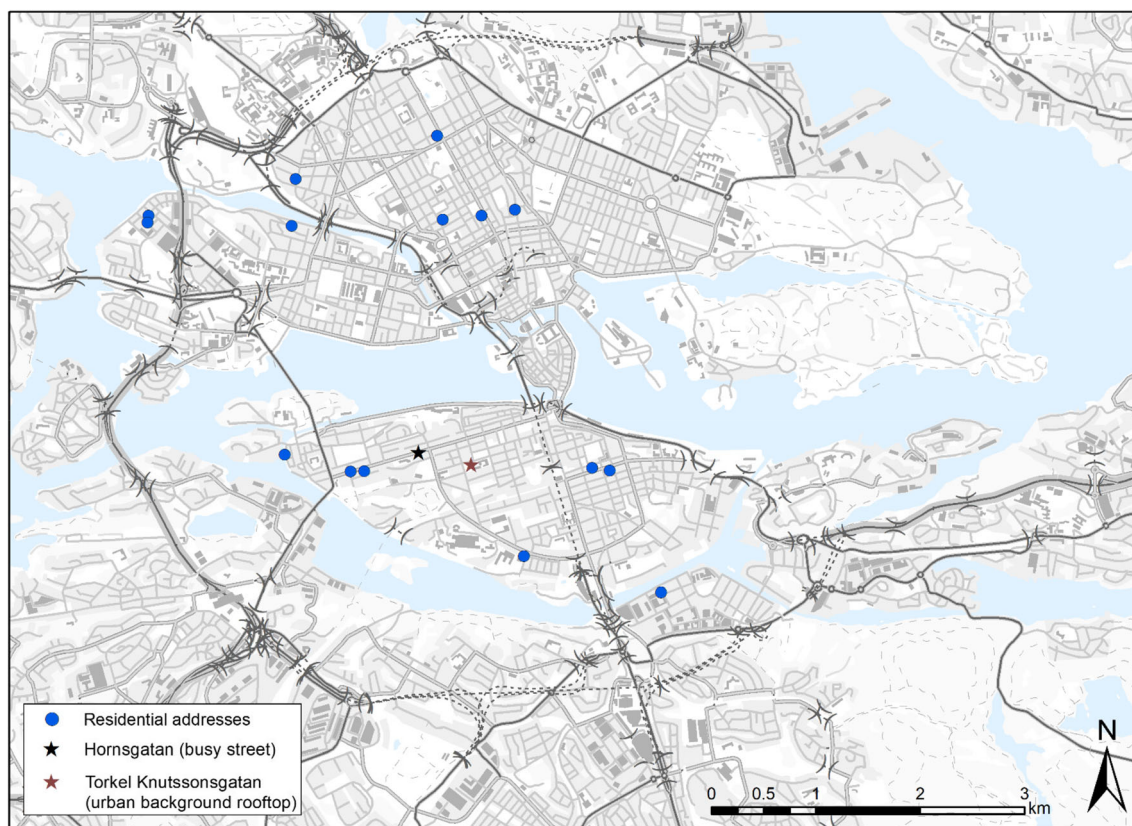 Residential addresses
Hornsgatan (busy street)
Torkel Knutssonsgatan
(urban background rooftop)
N
0 0.5 1 2 3
km